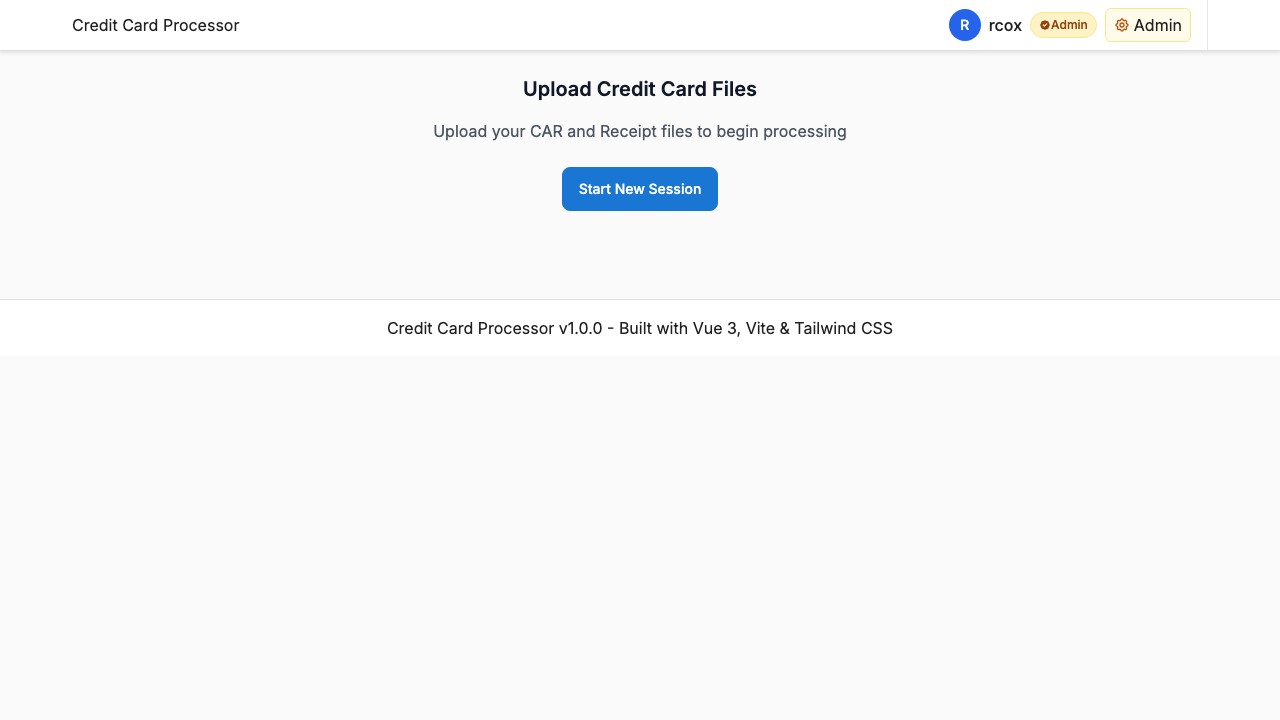 Credit Card Processor
R rcox Admin Admin
Upload Credit Card Files
Upload your CAR and Receipt files to begin processing
Start New Session
Credit Card Processor v1.0.0 - Built with Vue 3, Vite & Tailwind CSS